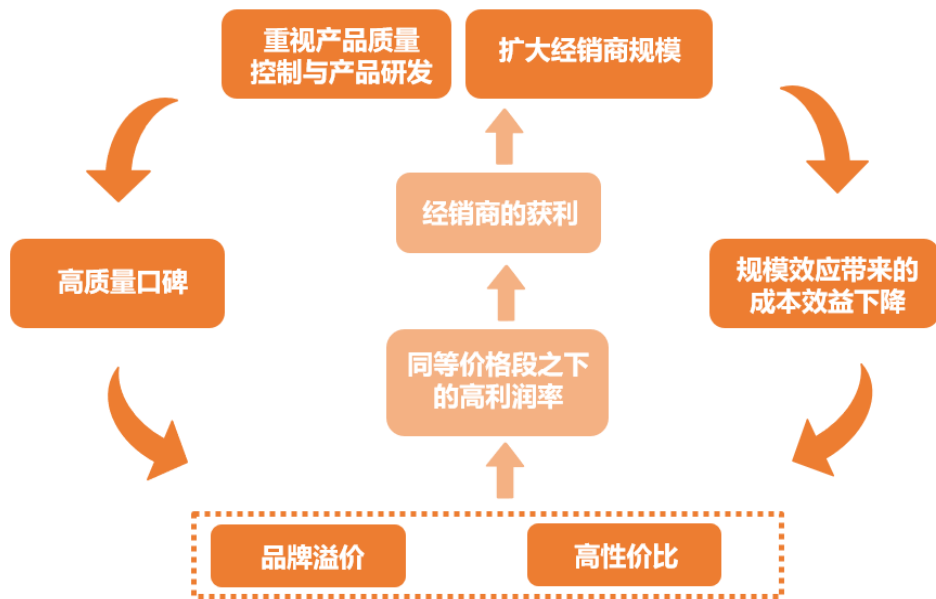 重视产品质量
控制与产品研发
扩大经销商规模
经销商的获利
高质量口碑
规模效应带来的
成本效益下降
同等价格段之下
的高利润率
品牌溢价
高性价比